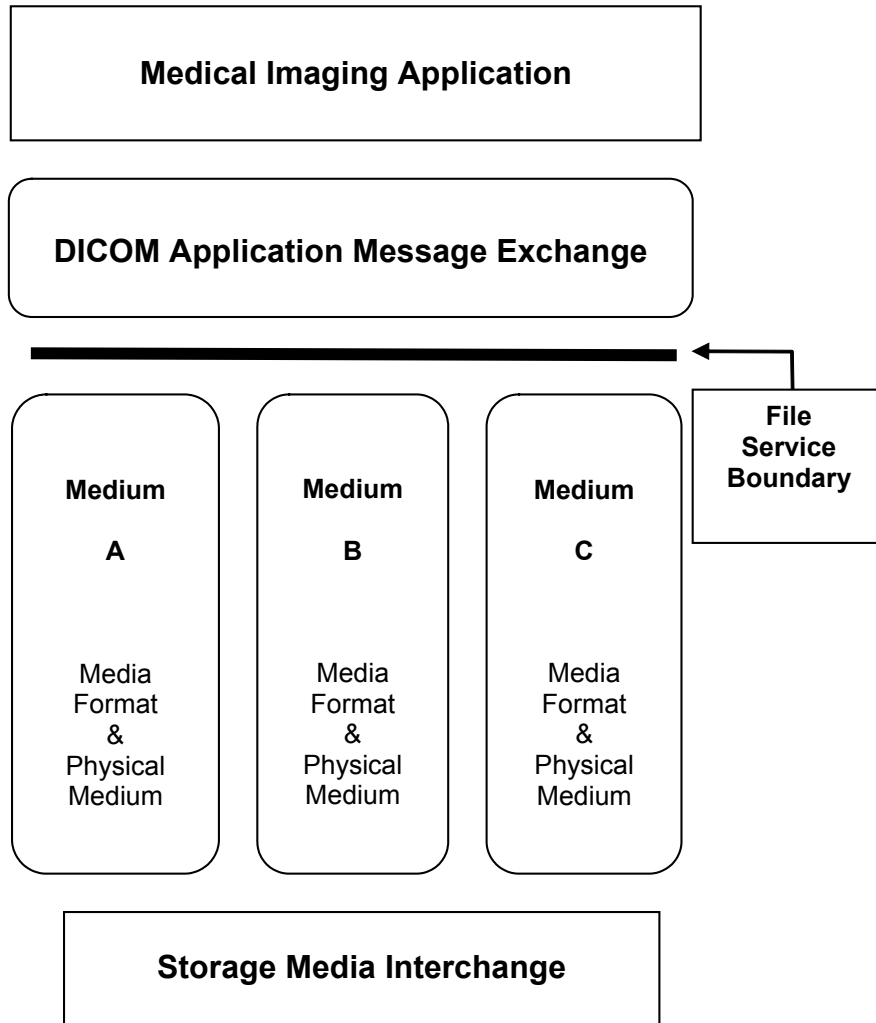 Medical Imaging Application
DICOM Application Message Exchange
File
Service
Boundary
Medium
A
Media
Format
&
Physical
Medium
Medium
B
Media
Format
&
Physical
Medium
Medium
C
Media
Format
&
Physical
Medium
Storage Media Interchange